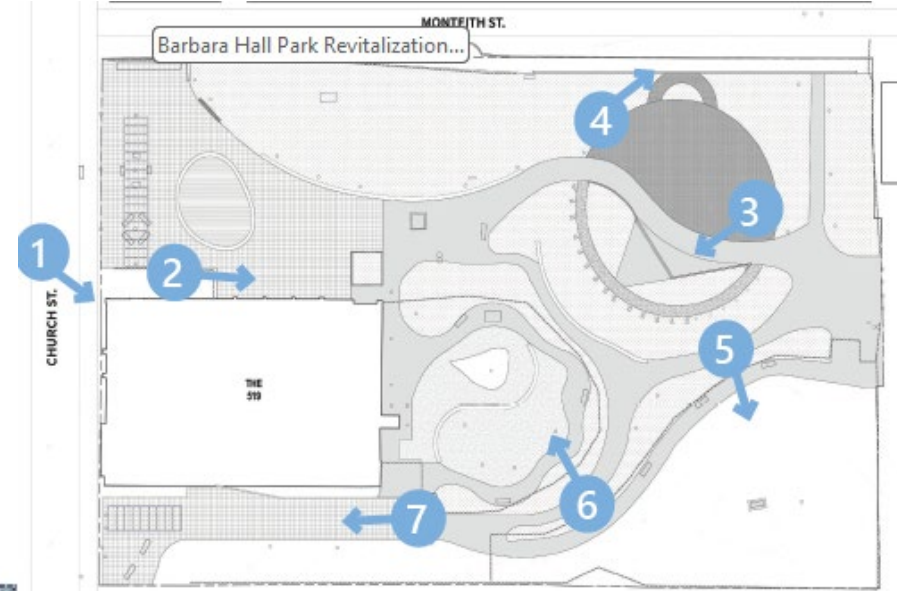 MONTEITH ST.
Barbara Hall Park Revitalization...
4
3
1
2
CHURCH ST.
5
THE
519
6
7